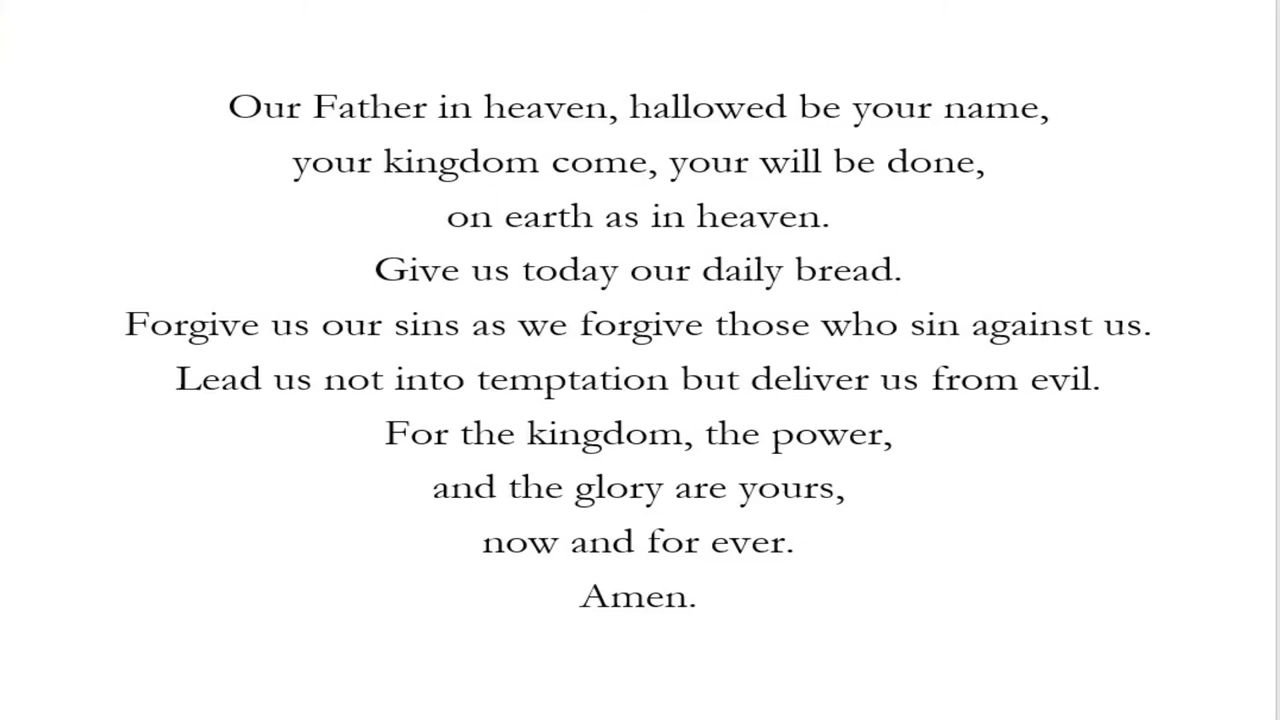 Our Father in heaven, hallowed be your name,
your kingdom come, your will be done,
on earth as in heaven.
Give us today our daily bread.
Forgive us our sins as we forgive those who sin against us.
Lead us not into temptation but deliver us from evil.
For the kingdom, the power,
and the glory are yours,
now and for ever.
Amen.